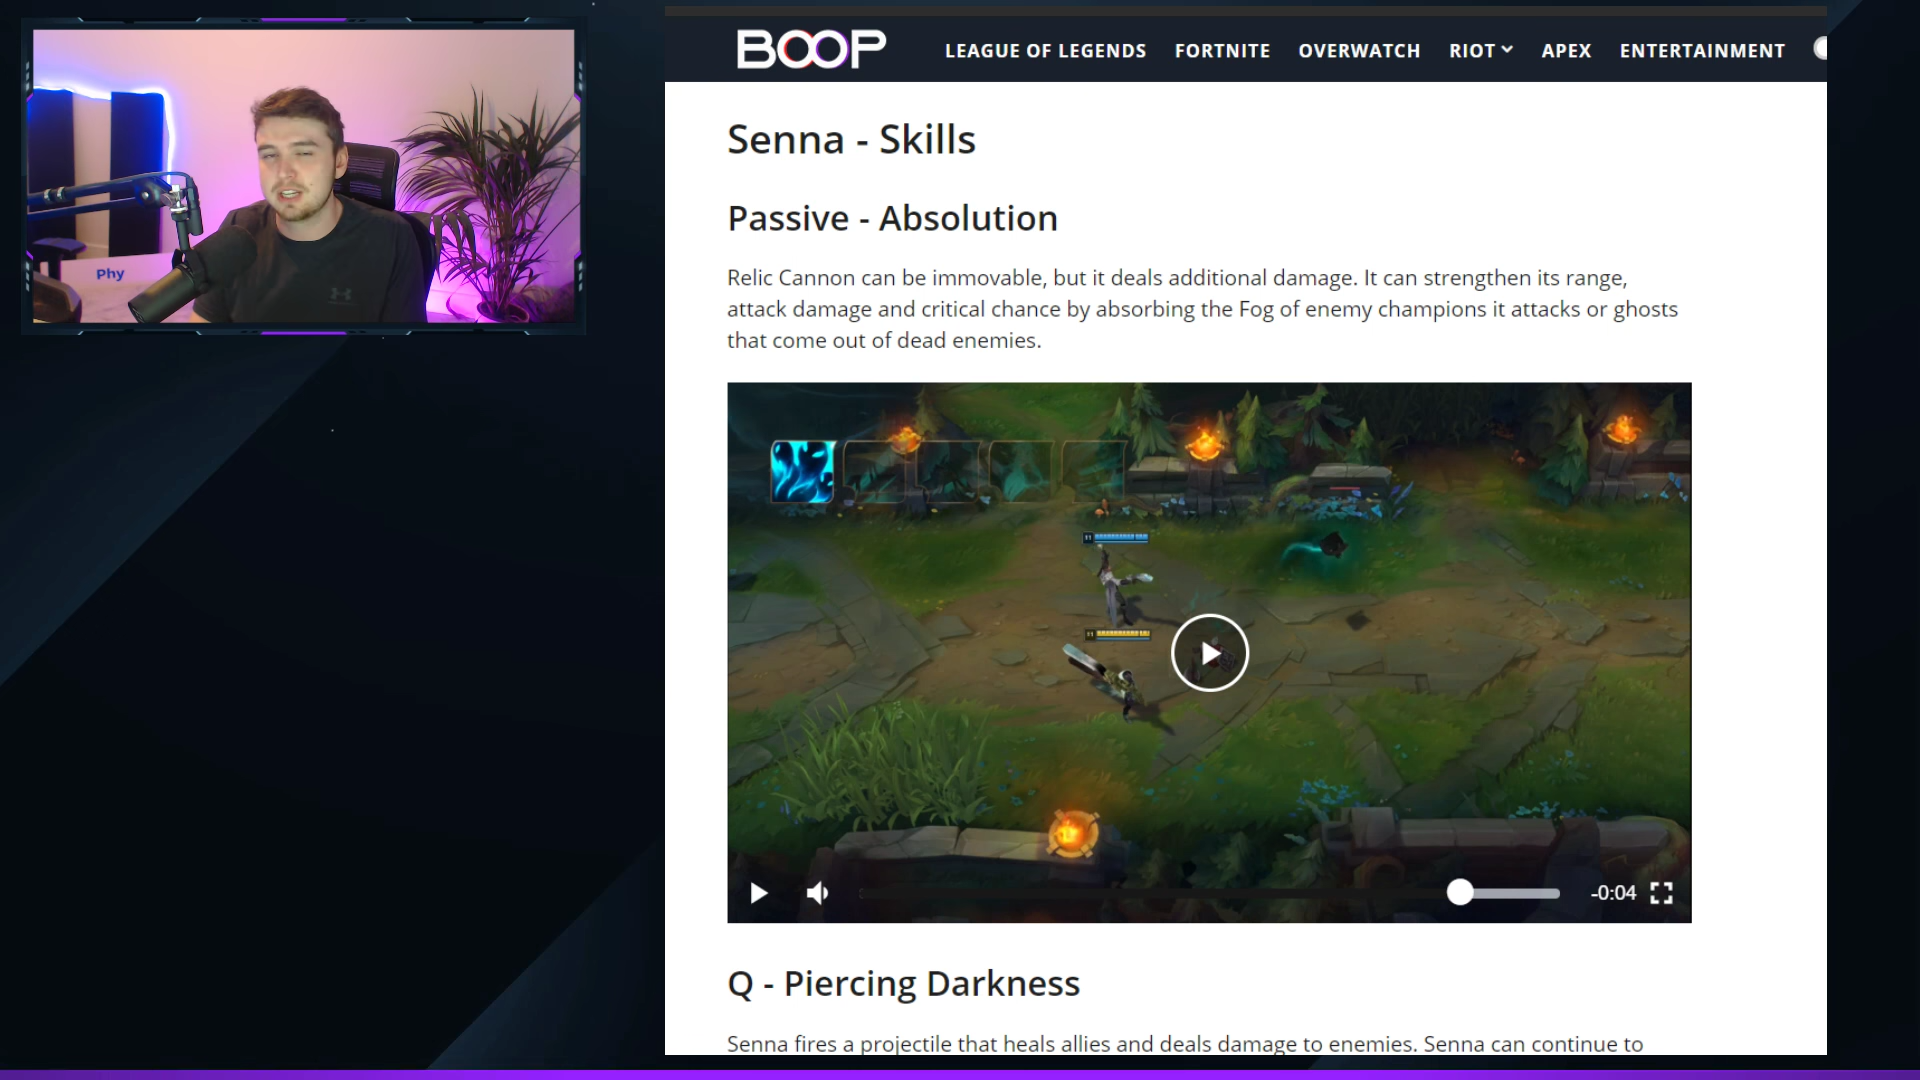 Phy
BOOP
LEAGUE OF LEGENDS FORTNITE OVERWATCH RIOT APEX ENTERTAINMENT
Senna - Skills
Passive - Absolution
Relic Cannon can be immovable, but it deals additional damage. It can strengthen its range,
attack damage and critical chance by absorbing the Fog of enemy champions it attacks or ghosts
that come out of dead enemies.
11
11
-0:04
Q - Piercing Darkness
Senna fires a projectile that heals allies and deals damage to enemies. Senna can continue to